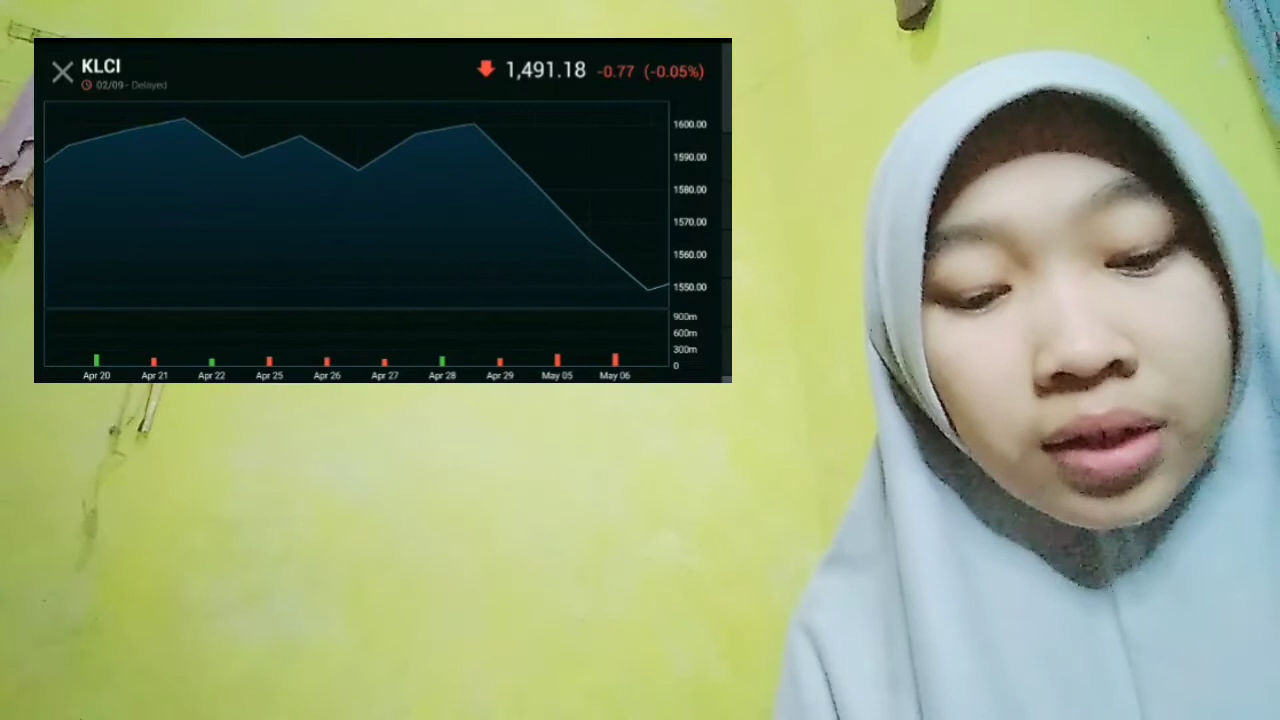 KLCI
1,491.18 -0.77 (-0.05%)
02/09 - Delayed
1600.00
1590.00
1580.00
1570.00
1560.00
1550.00
900m
600m
300m
0
Apr 20 Apr 21 Apr 22 Apr 25 Apr 26 Apr 27 Apr 28 Apr 29 May 05 May 06